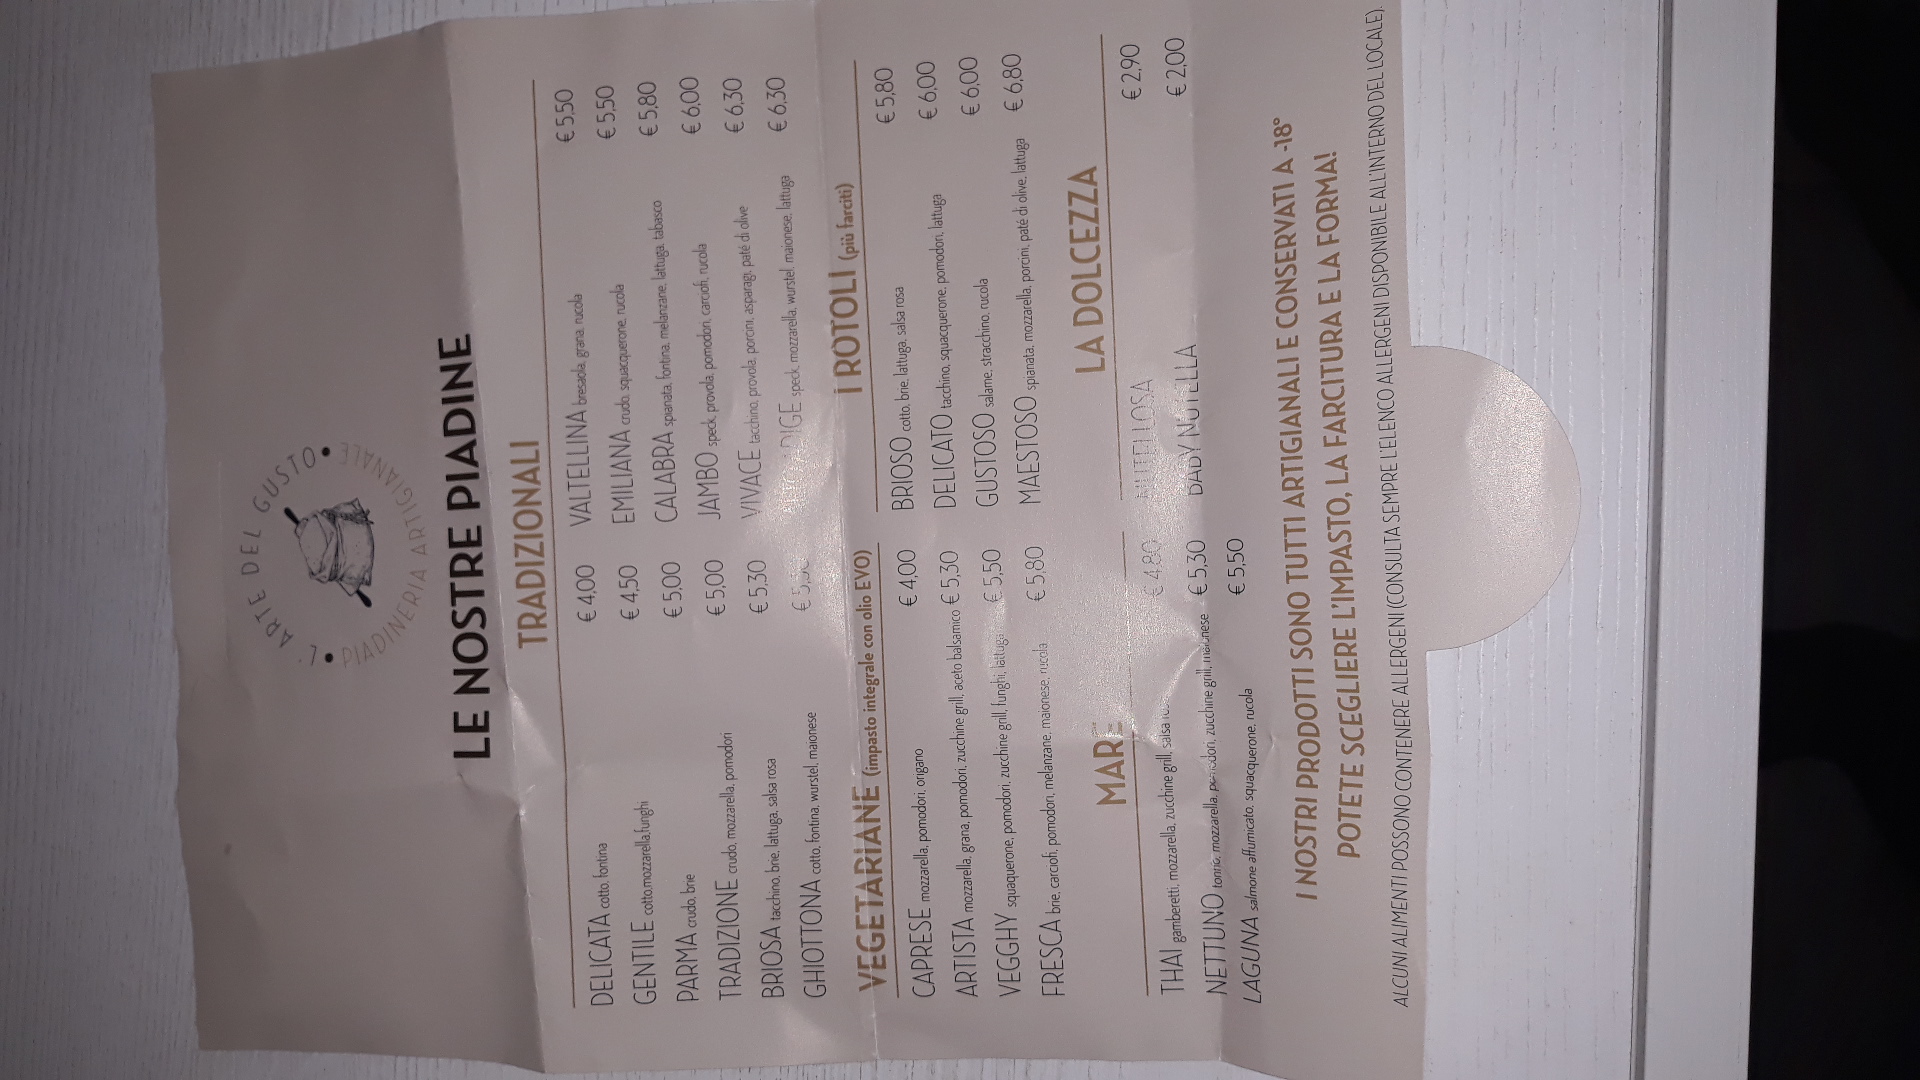 L'ARTE DEL GUSTO
PIADINERIA ARTIGIANALE
LE NOSTRE PIADINE
TRADIZIONALI
DELICATA cotto, fontina € 4,00
GENTILE cotto,mozzarella,funghi € 4,50
PARMA crudo, brie € 5,00
TRADIZIONE crudo, mozzarella, pomodori € 5,00
BRIOSA tacchino, brie, lattuga, salsa rosa € 5,30
GHIOTTONA cotto, fontina, wurstel, maionese
VALTELLINA bresaola, grana, rucola € 5,50
EMILIANA crudo, squacquerone, rucola € 5,50
CALABRA spianata, fontina, melanzane, lattuga, tabasco € 5,80
JAMBO speck, provola, pomodori, carciofi, rucola € 6,00
VIVACE tacchino, provola, porcini, asparagi, paté di olive € 6,30
speck, mozzarella, wurstel, maionese, lattuga € 6,30
VEGETARIANE (impasto integrale con olio EVO)
CAPRESE mozzarella, pomodori, origano € 4,00
ARTISTA mozzarella, grana, pomodori, zucchine grill, aceto balsamico € 5,30
VEGGHY squaquerone, pomodori, zucchine grill, funghi, lattuga € 5,50
FRESCA brie, carciofi, pomodori, melanzane, maionese, rucola € 5,80
I ROTOLI (più farciti)
BRIOSO cotto, brie, lattuga, salsa rosa € 5,80
DELICATO tacchino, squacquerone, pomodori, lattuga € 6,00
GUSTOSO salame, stracchino, rucola € 6,00
MAESTOSO spianata, mozzarella, porcini, paté di olive, lattuga € 6,80
MARE
THAI gamberetti, mozzarella, zucchine grill, salsa € 4,80
NETTUNO tonno, mozzarella, pomodori, zucchine grill, maionese € 5,30
LAGUNA salmone affumicato, squacquerone, rucola € 5,50
LA DOLCEZZA
NUTELLOSA € 2,90
BABY NUTELLA € 2,00
I NOSTRI PRODOTTI SONO TUTTI ARTIGIANALI E CONSERVATI A -18°
POTETE SCEGLIERE L'IMPASTO, LA FARCITURA E LA FORMA!
ALCUNI ALIMENTI POSSONO CONTENERE ALLERGENI (CONSULTA SEMPRE L'ELENCO ALLERGENI DISPONIBILE ALL'INTERNO DEL LOCALE).